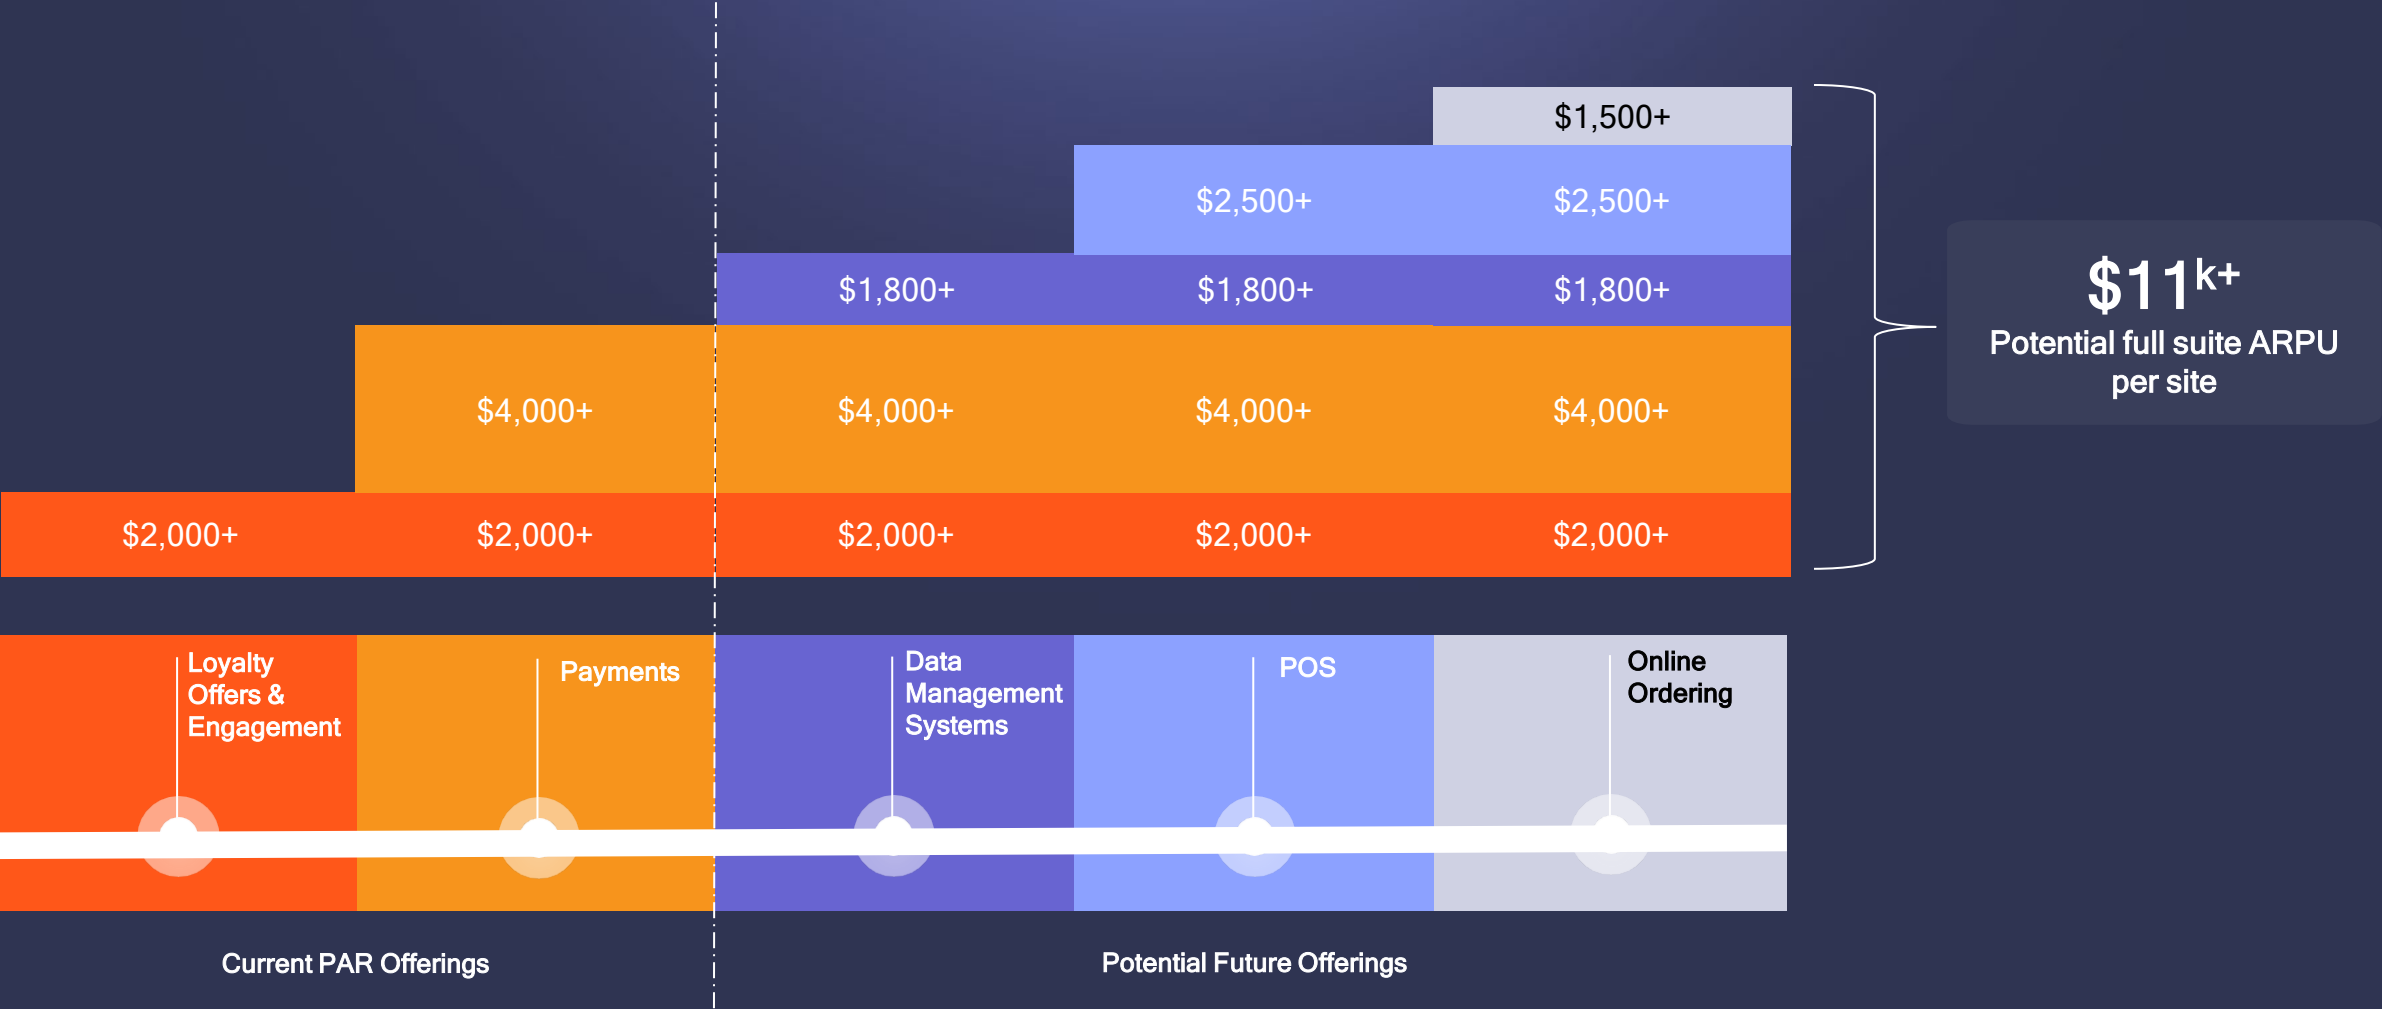 $1,500+
$2,500+ $2,500+
$1,800+ $1,800+ $1,800+
$4,000+ $4,000+ $4,000+ $4,000+
$2,000+ $2,000+ $2,000+ $2,000+ $2,000+
$11k+
Potential full suite ARPU
per site
Loyalty
Offers &
Engagement
Payments
Data
Management
Systems
POS
Online
Ordering
Current PAR Offerings
Potential Future Offerings